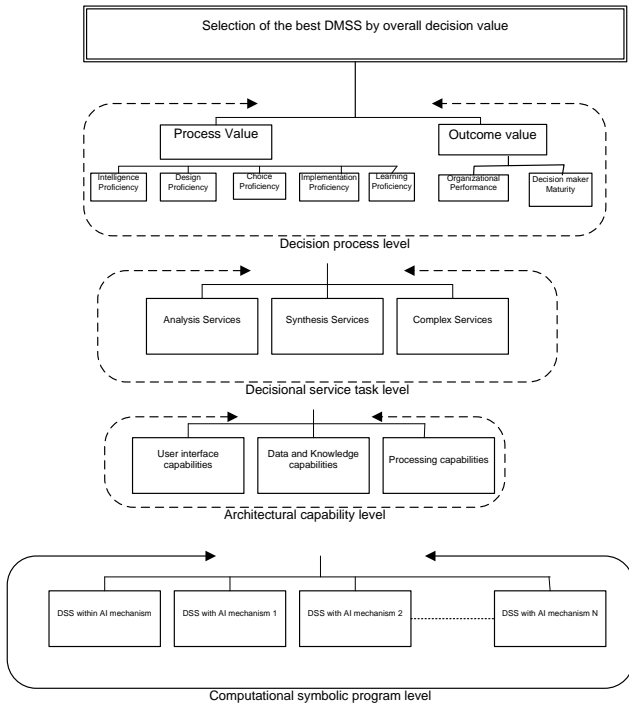 Selection of the best DMSS by overall decision value
Process Value
Outcome value
Intelligence
Proficiency
Design
Proficiency
Choice
Proficiency
Implementation
Proficiency
Learning
Proficiency
Organizational
Performance
Decision maker
Maturity
Decision process level
Analysis Services
Synthesis Services
Complex Services
Decisional service task level
User interface
capabilities
Data and Knowledge
capabilities
Processing capabilities
Architectural capability level
DSS within AI mechanism
DSS with AI mechanism 1
DSS with AI mechanism 2
DSS with AI mechanism N
Computational symbolic program level